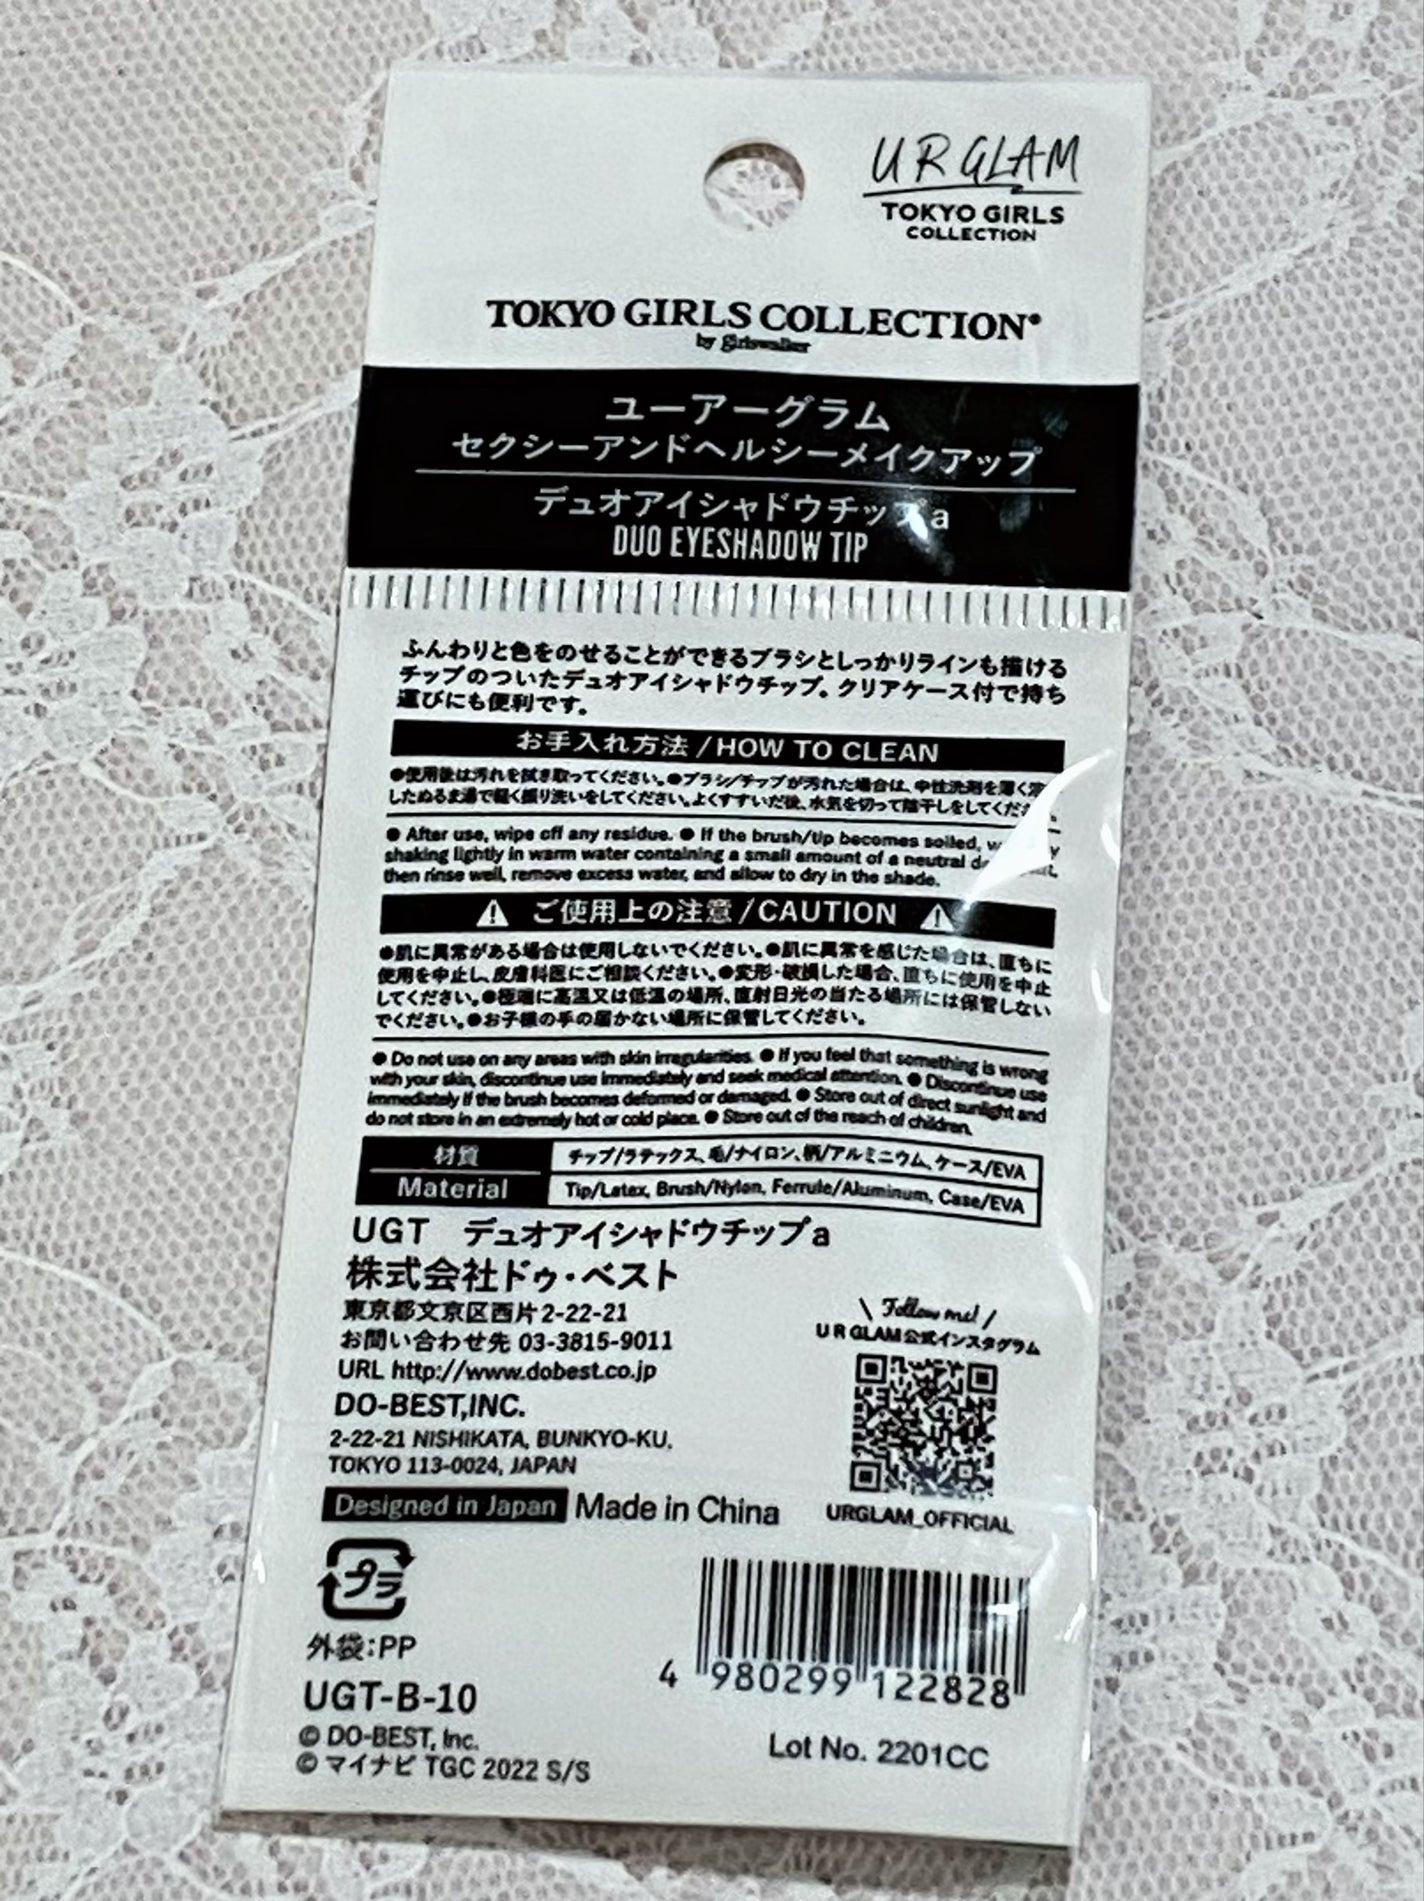 U R GLAM
TOKYO GIRLS
COLLECTION
TOKYO GIRLS COLLECTION
by girlswalker
ユーアーグラム
セクシーアンドヘルシーメイクアップ
デュオアイシャドウチップa
DUO EYESHADOW TIP
ふんわりと色をのせることができるブラシとしっかりラインも描ける
チップのついたデュオアイシャドウチップ。クリアケース付で持ち
運びにも便利です。
お手入れ方法/HOW TO CLEAN
●使用後は汚れを拭き取ってください。●ブラシ/チップが汚れた場合は、中性洗剤を薄く溶
したぬるま湯で軽く振り洗いをしてください。よくすすいだ後、水気を切って陰干しをしてくだ
● After use, wipe off any residue. ● If the brush/tip becomes soiled,
shaking lightly in warm water containing a small amount of a neutral
then rinse well, remove excess water, and allow to dry in the shade.
⚠ ご使用上の注意/CAUTION ⚠
●肌に異常がある場合は使用しないでください。●肌に異常を感じた場合は、直ちに
使用を中止し、皮膚科医にご相談ください。●変形・破損した場合、直ちに使用を中止
してください。●極端に高温又は低温の場所、直射日光の当たる場所には保管しない
でください。●お子様の手の届かない場所に保管してください。
● Do not use on any areas with skin irregularities. ● If you feel that something is wrong
with your skin, discontinue use immediately and seek medical attention. ● Discontinue use
immediately if the brush becomes deformed or damaged. ● Store out of direct sunlight and
do not store in an extremely hot or cold place. ● Store out of the reach of children.
材質 チップ/ラテックス、毛/ナイロン、柄/アルミニウム、ケース/EVA
Material Tip/Latex, Brush/Nylon, Ferrule/Aluminum, Case/EVA
UGT デュオアイシャドウチップa
株式会社ドゥ・ベスト
東京都文京区西片2-22-21
お問い合わせ先 03-3815-9011
URL http://www.dobest.co.jp
DO-BEST,INC.
2-22-21 NISHIKATA, BUNKYO-KU,
TOKYO 113-0024, JAPAN
Designed in Japan Made in China
\ Follow me! /
U R GLAM公式インスタグラム
URGLAM_OFFICIAL
プラ
外袋:PP
UGT-B-10
© DO-BEST, Inc.
© マイナビ TGC 2022 S/S
4 980299 122828
Lot No. 2201CC